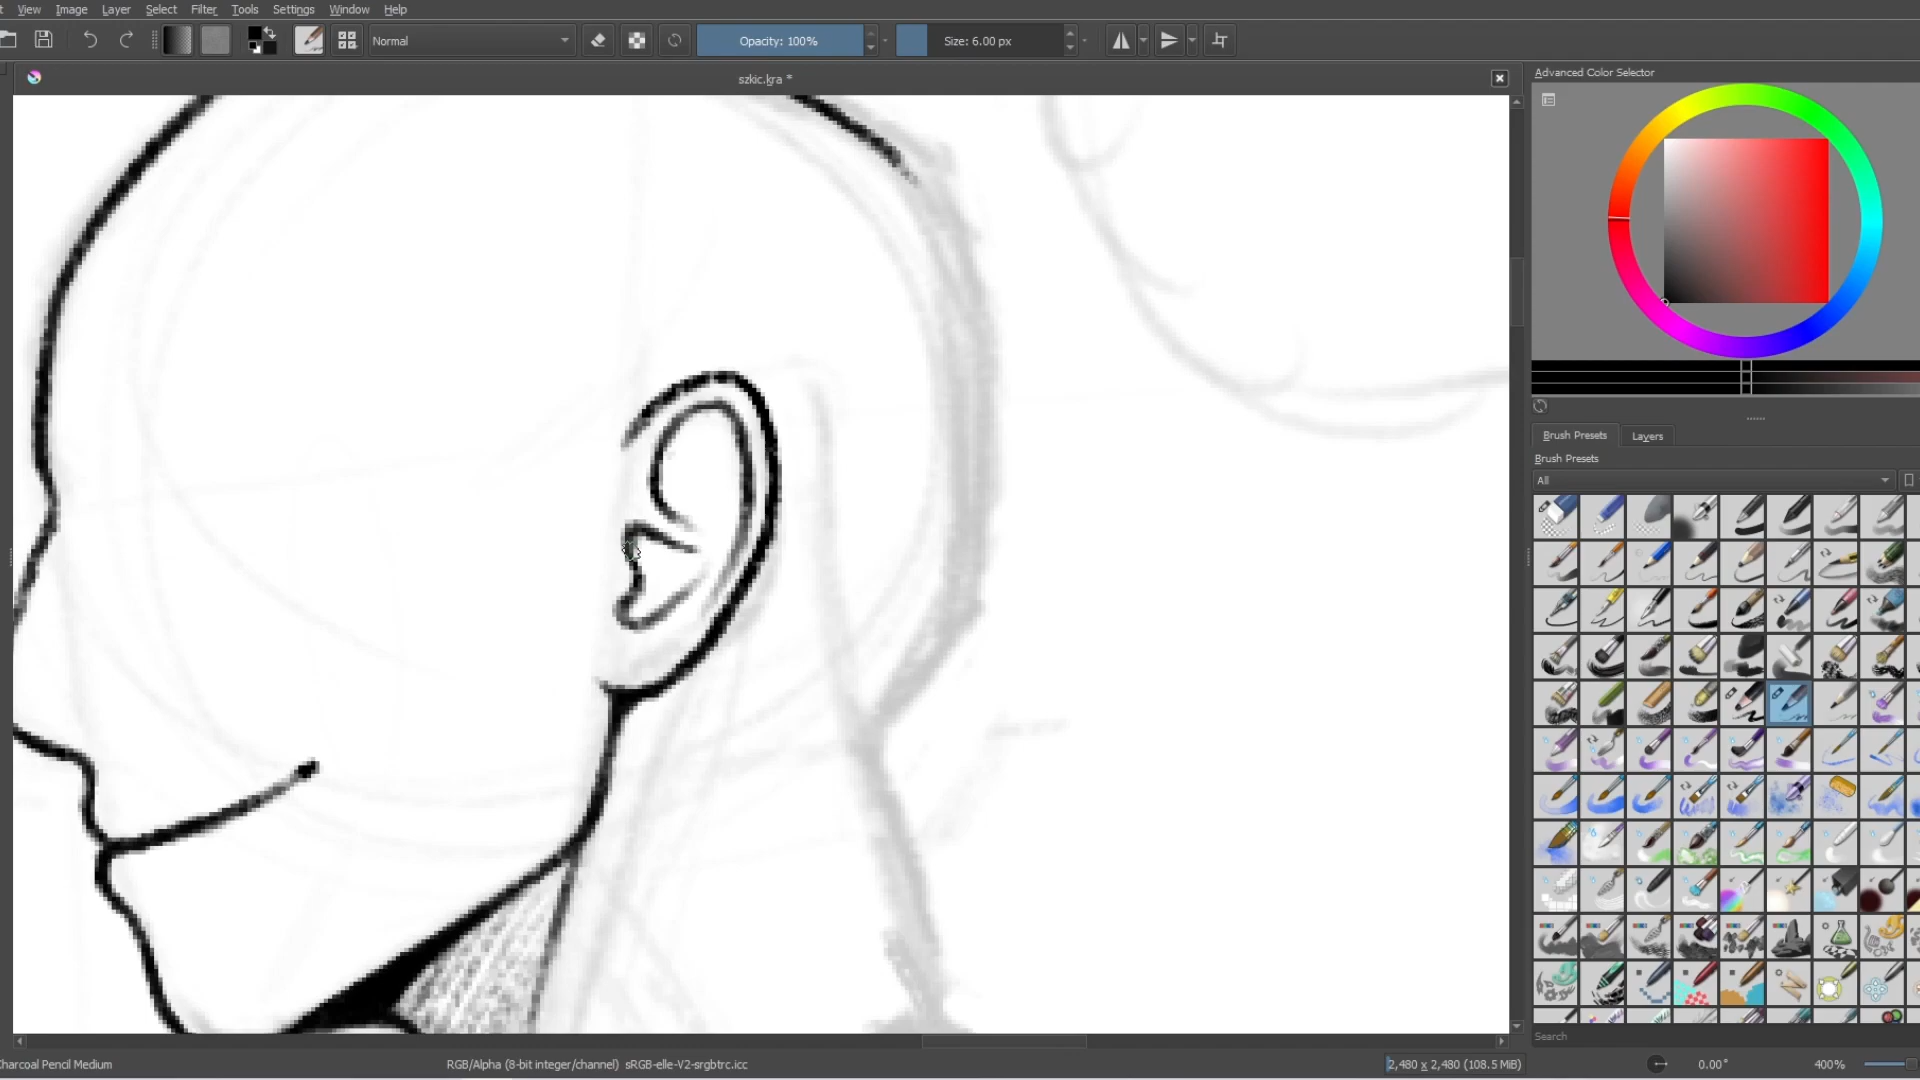 View Image Layer Filter Select Tools Settings Window Help
Normal Opacity: 100% Size: 6.00 px
szkic.kra *
Advanced Color Selector
Brush Presets Layers
Brush Presets
All
Search
Charcoal Pencil Medium RGB/Alpha (8-bit integer/channel) sRGB-elle-V2-srgbtrc.icc 2,480 x 2,480 (108.5 MiB) 0.00° 400%